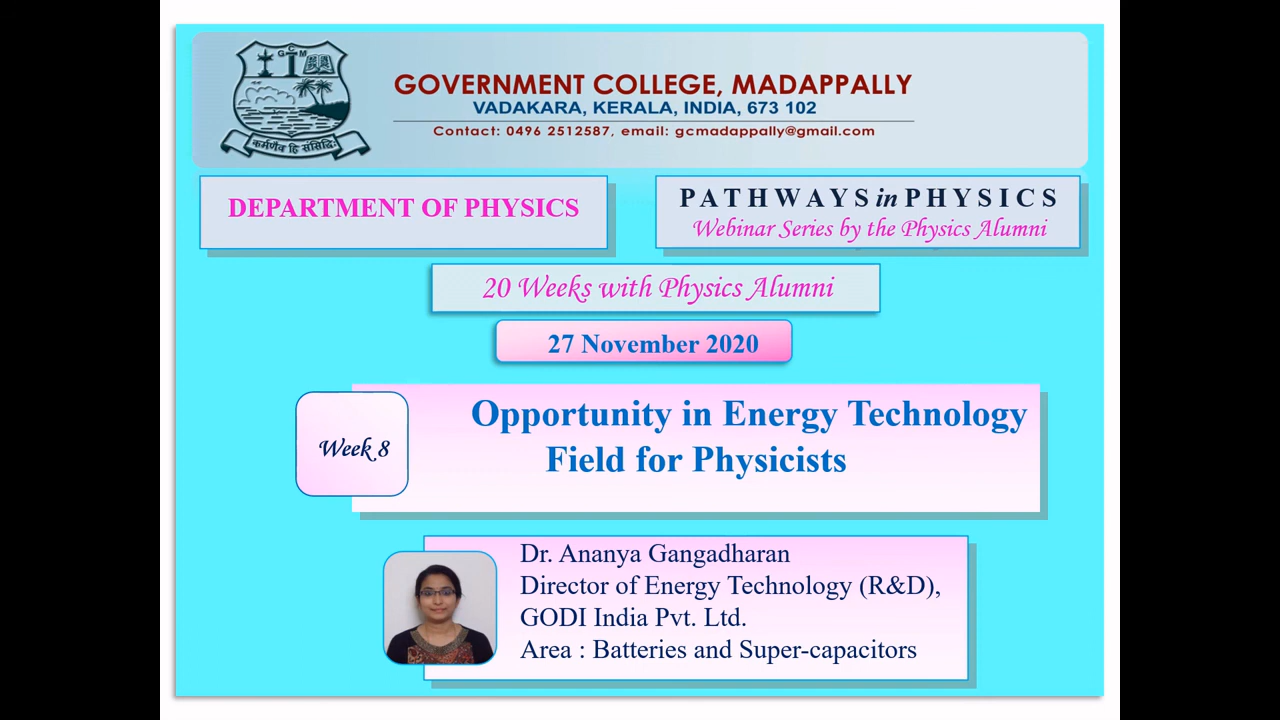 G C M
कर्मणैव हि संसिद्धिः
GOVERNMENT COLLEGE, MADAPPALLY
VADAKARA, KERALA, INDIA, 673 102
Contact: 0496 2512587, email: gcmadappally@gmail.com
DEPARTMENT OF PHYSICS
PATHWAYS in PHYSICS
Webinar Series by the Physics Alumni
20 Weeks with Physics Alumni
27 November 2020
Week 8
Opportunity in Energy Technology
Field for Physicists
Dr. Ananya Gangadharan
Director of Energy Technology (R&D),
GODI India Pvt. Ltd.
Area : Batteries and Super-capacitors